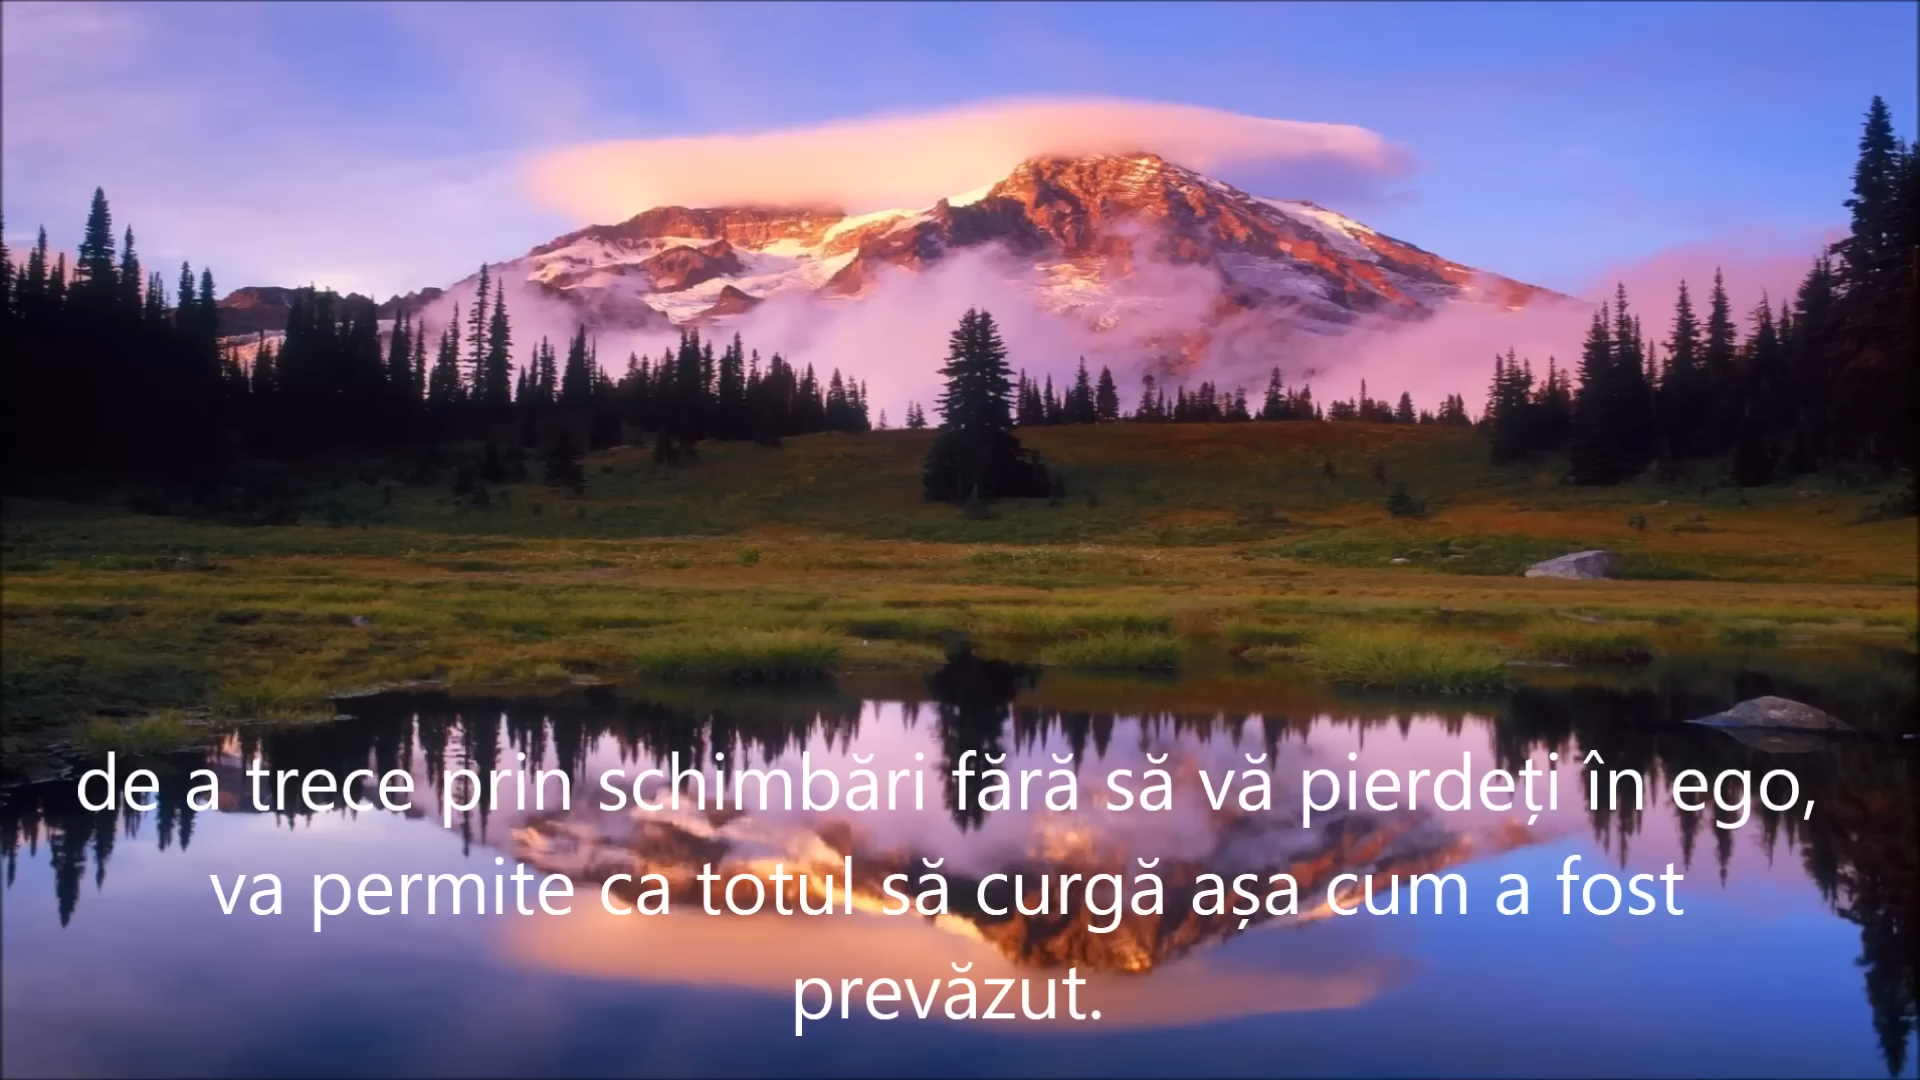 de a trece prin schimbări fără să vă pierdeți în ego,
va permite ca totul să curgă așa cum a fost
prevăzut.